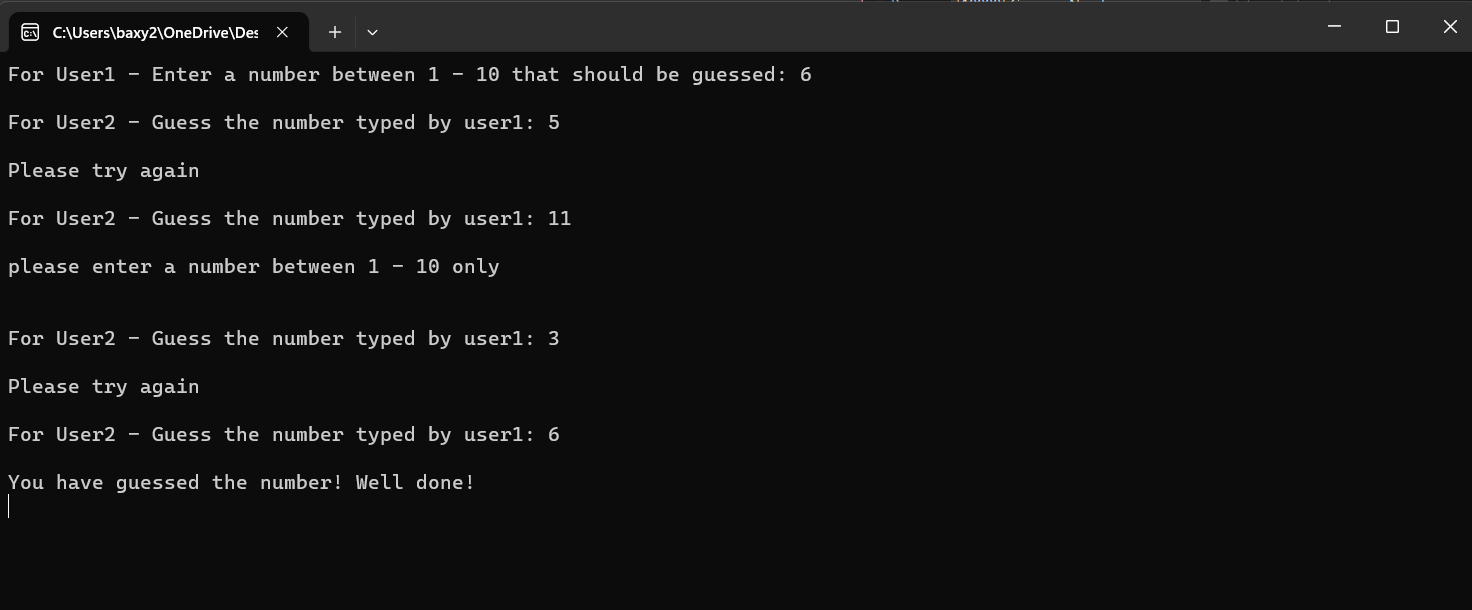 C:\Users\baxy2\OneDrive\Des
For User1 - Enter a number between 1 - 10 that should be guessed: 6
For User2 - Guess the number typed by user1: 5
Please try again
For User2 - Guess the number typed by user1: 11
please enter a number between 1 - 10 only
For User2 - Guess the number typed by user1: 3
Please try again
For User2 - Guess the number typed by user1: 6
You have guessed the number! Well done!